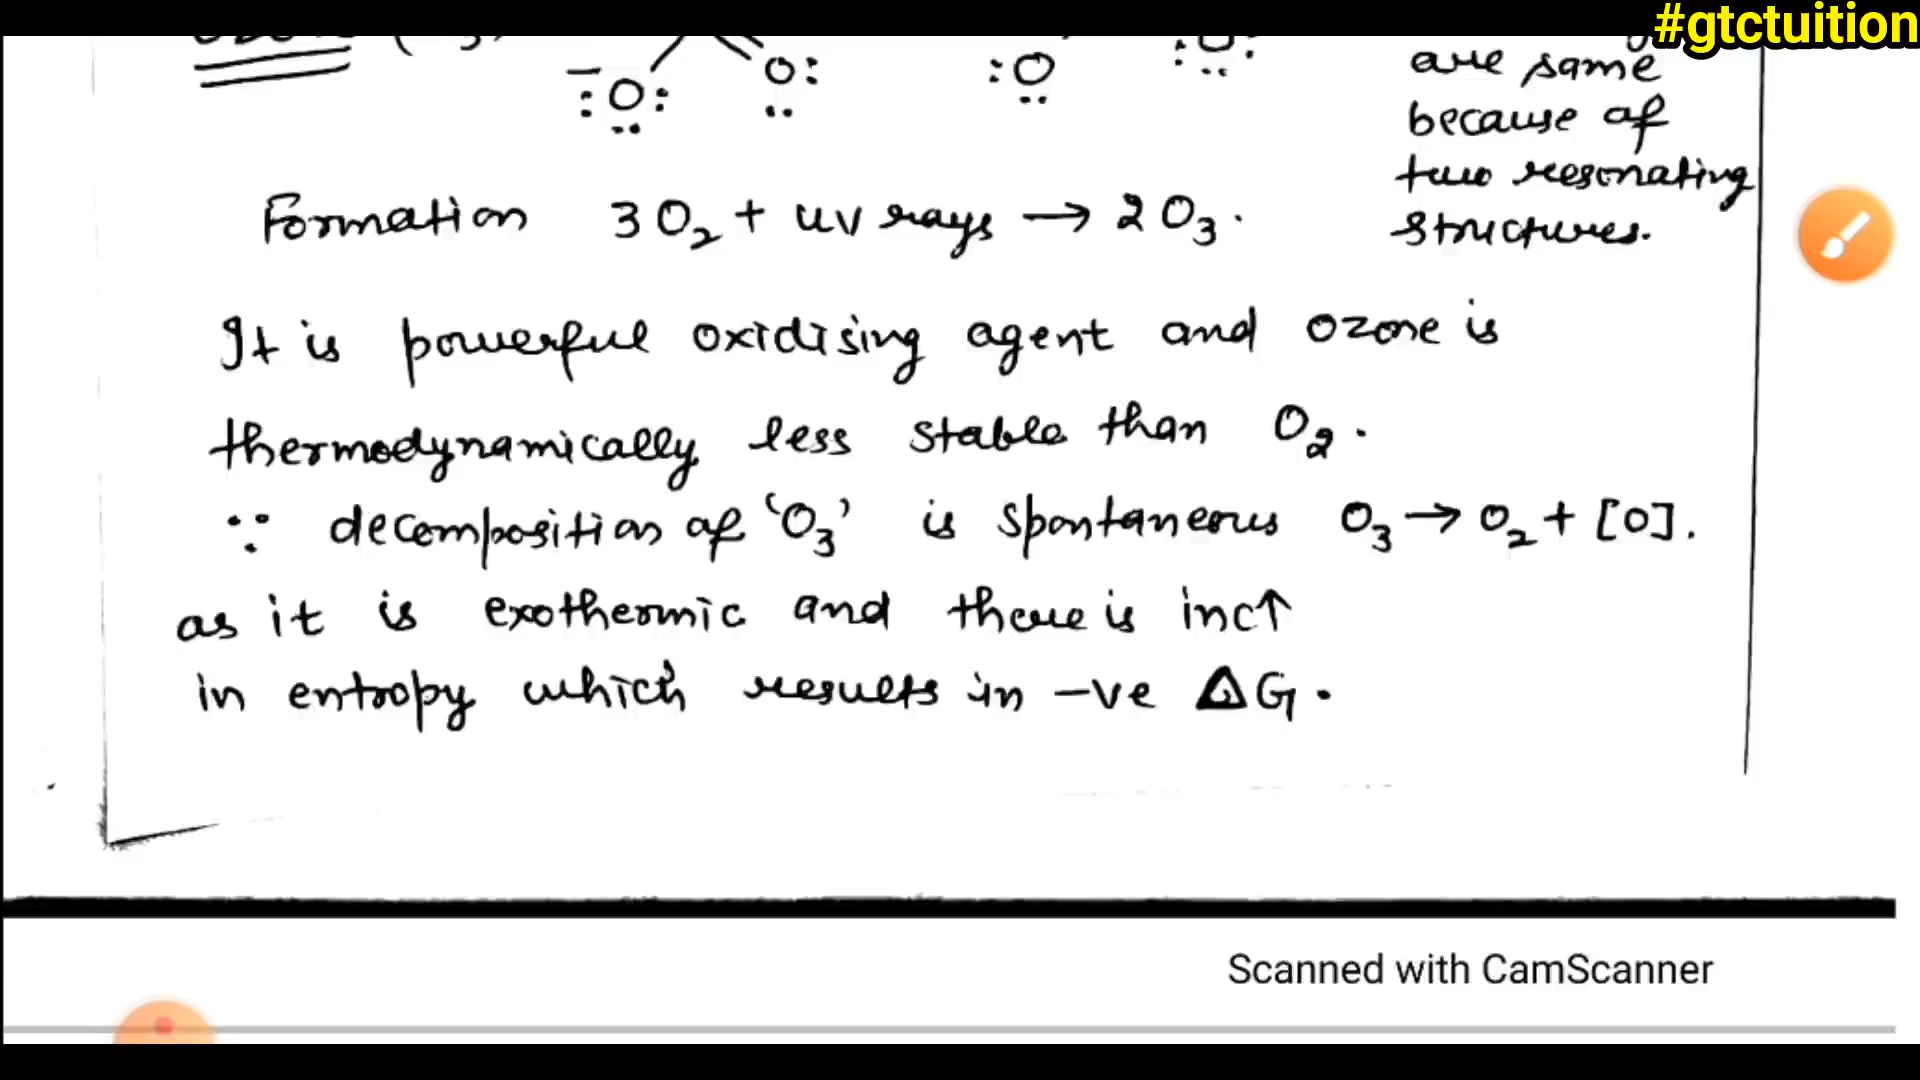 #gtctuition
are same
because of
two resonating
structures.
:O:
O:
:O
:O:
Formation 3O₂ + uv rays → 2O₃.
It is powerful oxidising agent and ozone is
thermodynamically less stable than O₂.
∵ decomposition of 'O₃' is spontaneous O₃ → O₂ + [O].
as it is exothermic and there is inc↑
in entropy which results in -ve ΔG.
Scanned with CamScanner